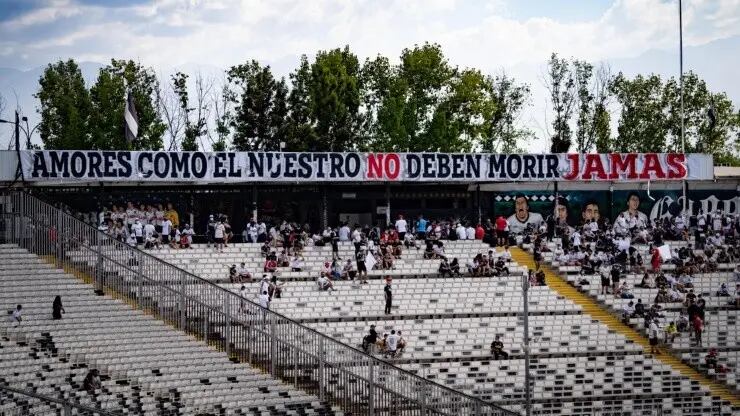 AMORES COMO EL NUESTRO NO DEBEN MORIR JAMAS